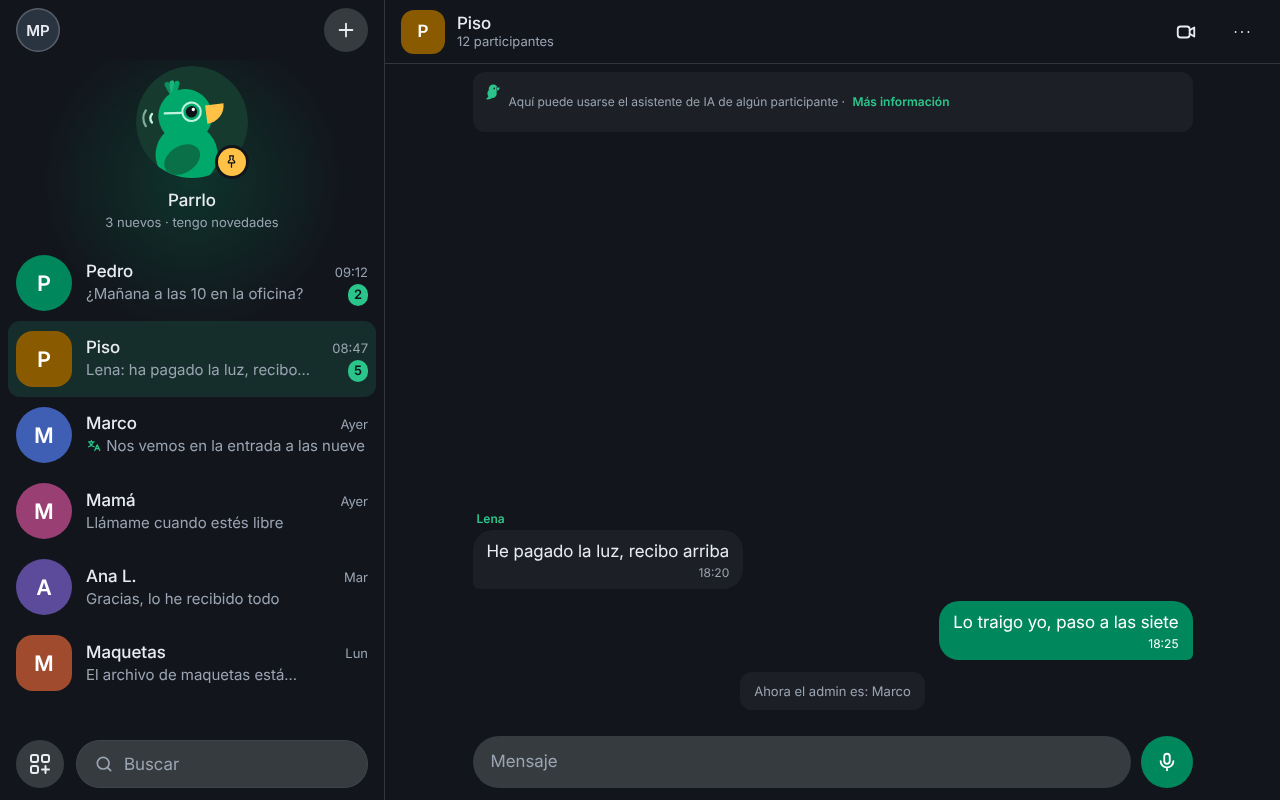 MP
Parrlo
3 nuevos · tengo novedades
P
Pedro
09:12
¿Mañana a las 10 en la oficina?
2
P
Piso
08:47
Lena: ha pagado la luz, recibo...
5
M
Marco
Ayer
Nos vemos en la entrada a las nueve
M
Mamá
Ayer
Llámame cuando estés libre
A
Ana L.
Mar
Gracias, lo he recibido todo
M
Maquetas
Lun
El archivo de maquetas está...
Buscar
P
Piso
12 participantes
Aquí puede usarse el asistente de IA de algún participante · Más información
Lena
He pagado la luz, recibo arriba
18:20
Lo traigo yo, paso a las siete
18:25
Ahora el admin es: Marco
Mensaje